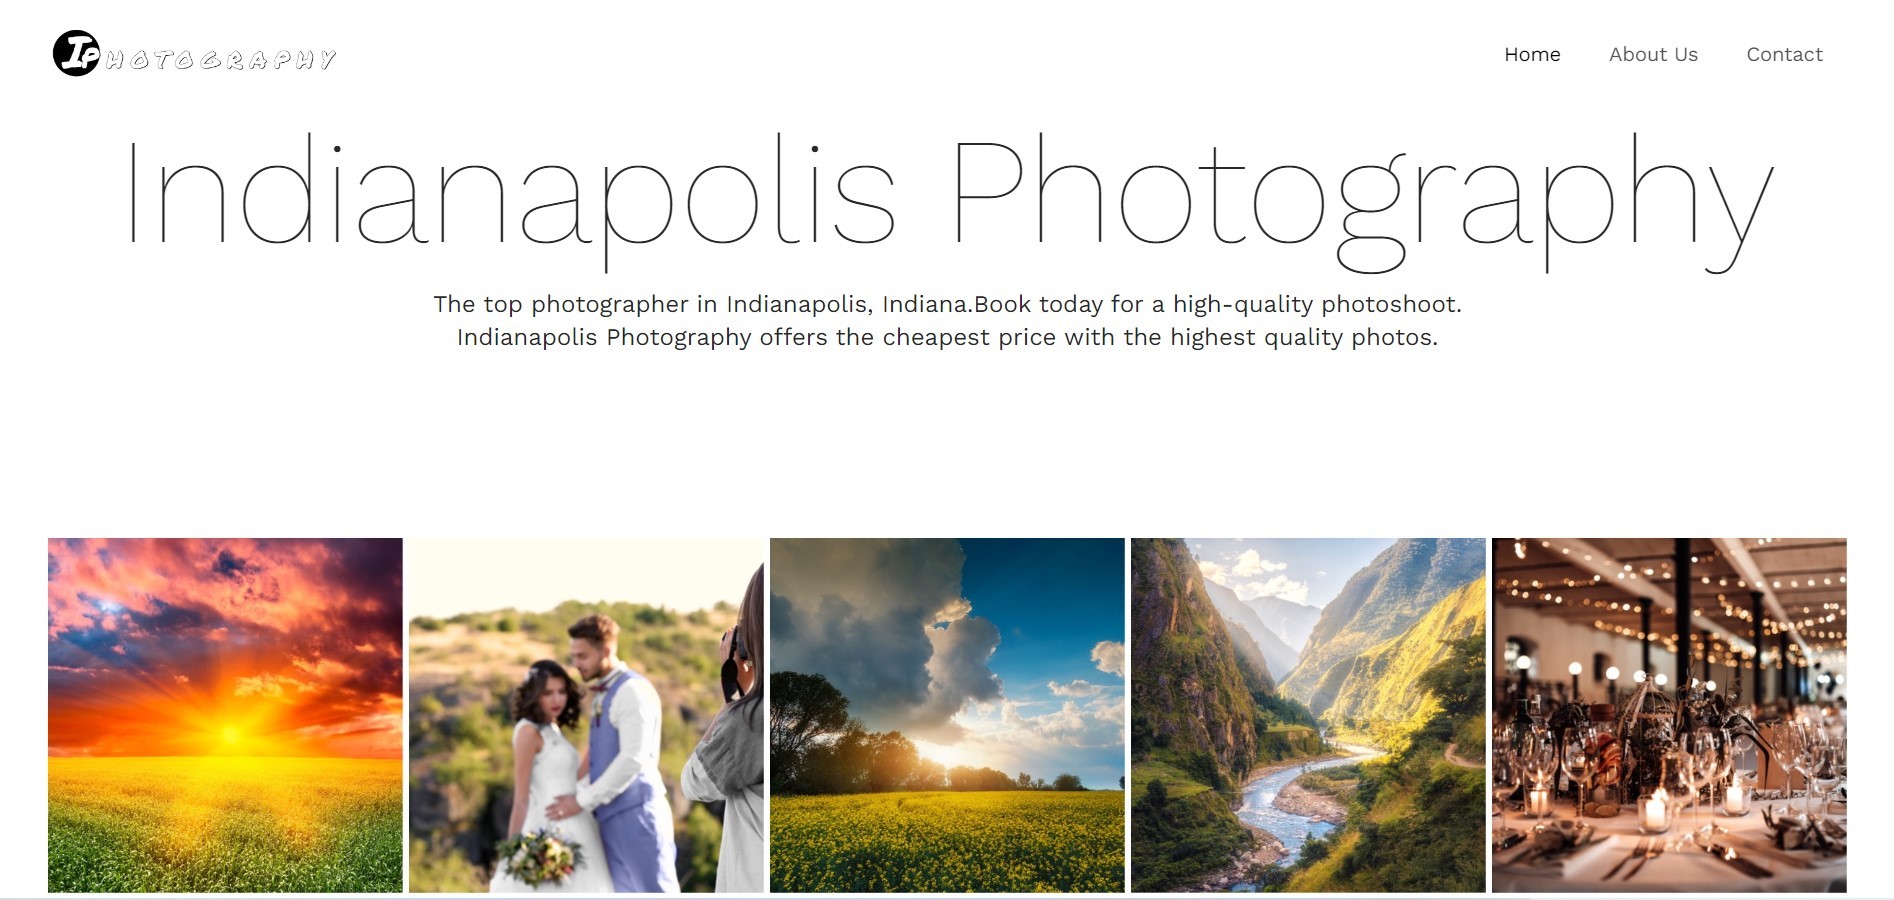 IPHOTOGRAPHY
Home About Us Contact
Indianapolis Photography
The top photographer in Indianapolis, Indiana.Book today for a high-quality photoshoot.
Indianapolis Photography offers the cheapest price with the highest quality photos.